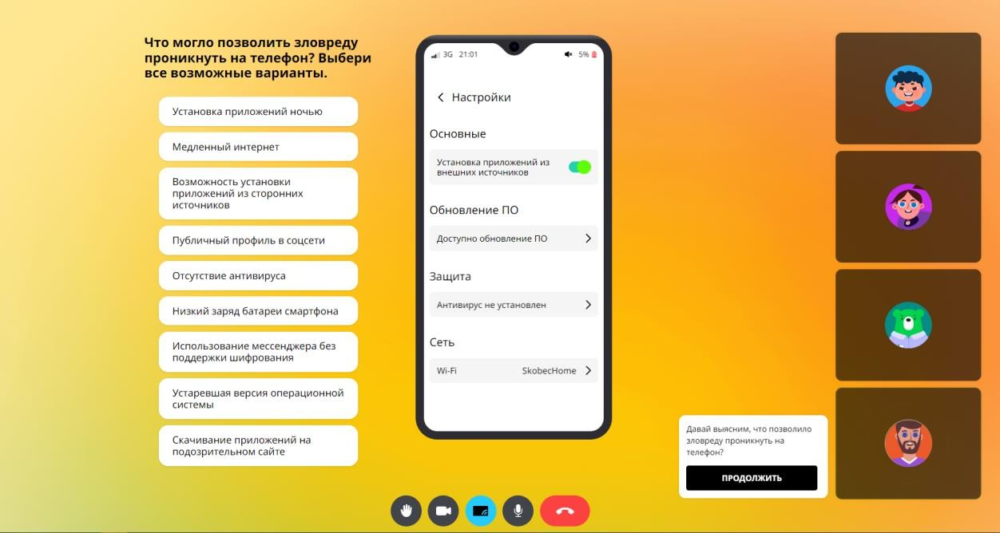 Что могло позволить зловреду
проникнуть на телефон? Выбери
все возможные варианты.
Установка приложений ночью
Медленный интернет
Возможность установки
приложений из сторонних
источников
Публичный профиль в соцсети
Отсутствие антивируса
Низкий заряд батареи смартфона
Использование мессенджера без
поддержки шифрования
Устаревшая версия операционной
системы
Скачивание приложений на
подозрительном сайте
3G 21:01 5%
Настройки
Основные
Установка приложений из
внешних источников
Обновление ПО
Доступно обновление ПО
Защита
Антивирус не установлен
Сеть
Wi-Fi SkobecHome
Давай выясним, что позволило
зловреду проникнуть на
телефон?
ПРОДОЛЖИТЬ